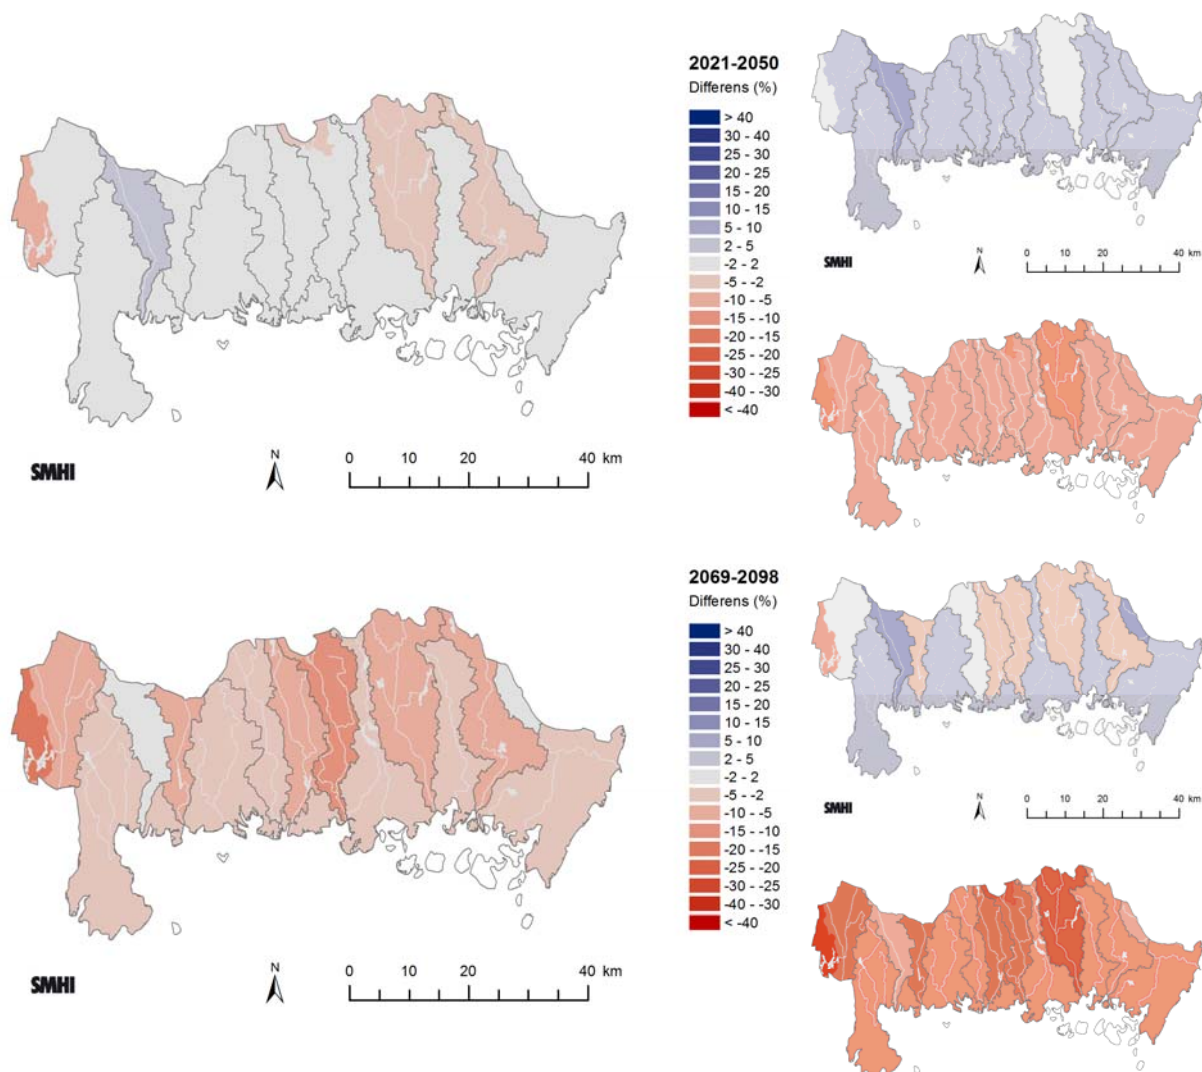 2021-2050
Differens (%)
> 40
30 - 40
25 - 30
20 - 25
15 - 20
10 - 15
5 - 10
2 - 5
-2 - 2
-5 - -2
-10 - -5
-15 - -10
-20 - -15
-25 - -20
-30 - -25
-40 - -30
< -40
SMHI
N
0 10 20 40 km
SMHI
N
0 10 20 40 km
2069-2098
Differens (%)
> 40
30 - 40
25 - 30
20 - 25
15 - 20
10 - 15
5 - 10
2 - 5
-2 - 2
-5 - -2
-10 - -5
-15 - -10
-20 - -15
-25 - -20
-30 - -25
-40 - -30
< -40
SMHI
N
0 10 20 40 km
SMHI
N
0 10 20 40 km